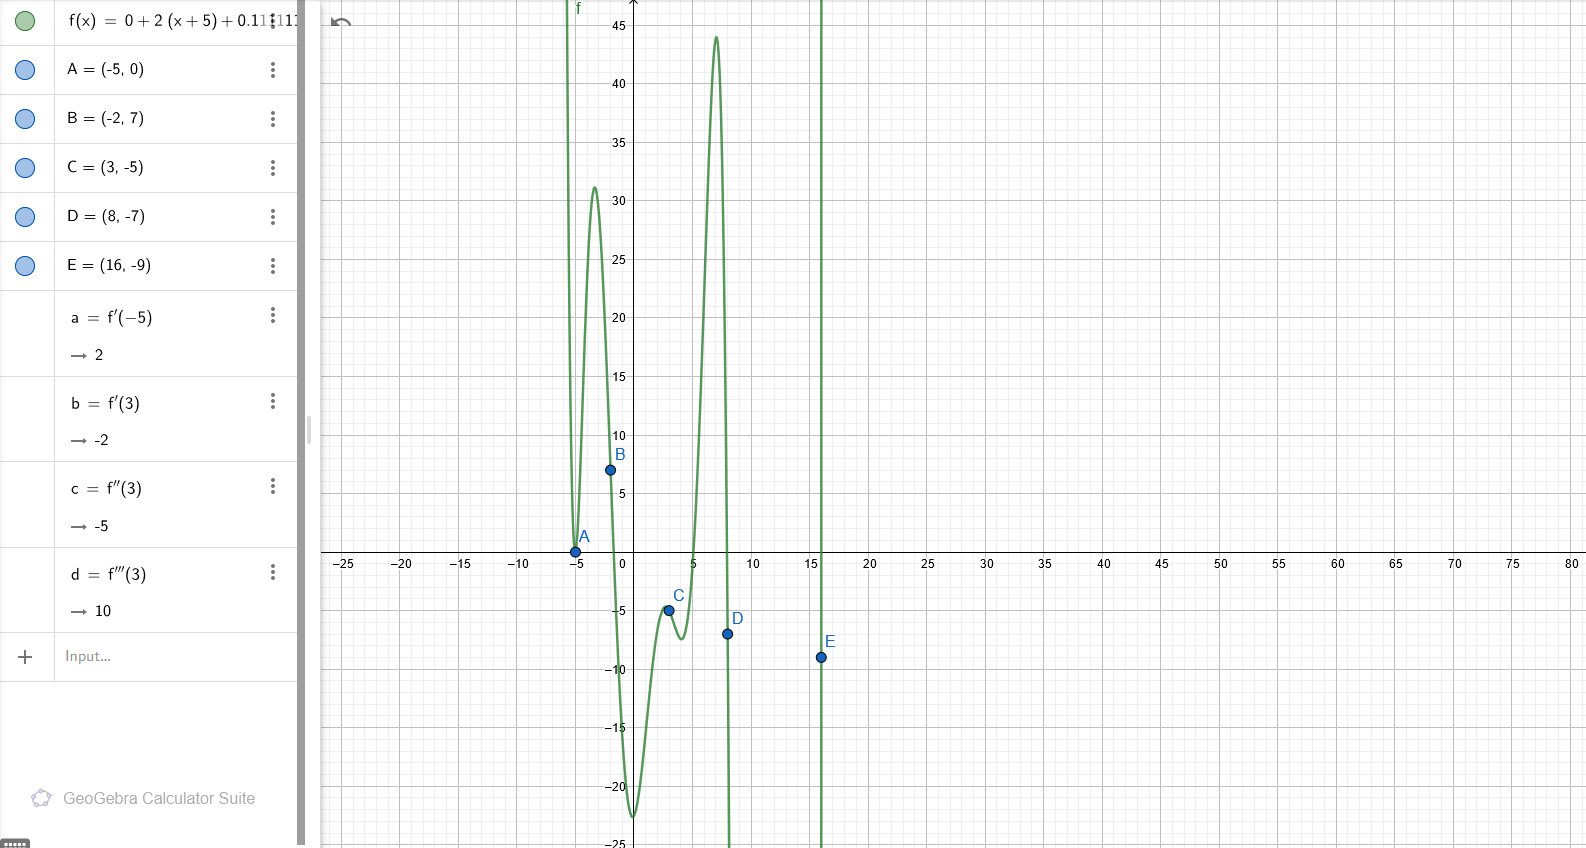 f(x) = 0 + 2 (x + 5) + 0.111111
A = (-5, 0)
B = (-2, 7)
C = (3, -5)
D = (8, -7)
E = (16, -9)
a = f′(−5)
→ 2
b = f′(3)
→ -2
c = f″(3)
→ -5
d = f‴(3)
→ 10
+ Input...
GeoGebra Calculator Suite
f
45
40
35
30
25
20
15
10
B
5
A
−25 −20 −15 −10 −5 0 5 10 15 20 25 30 35 40 45 50 55 60 65 70 75 80
C
−5
D
E
−10
−15
−20
−25